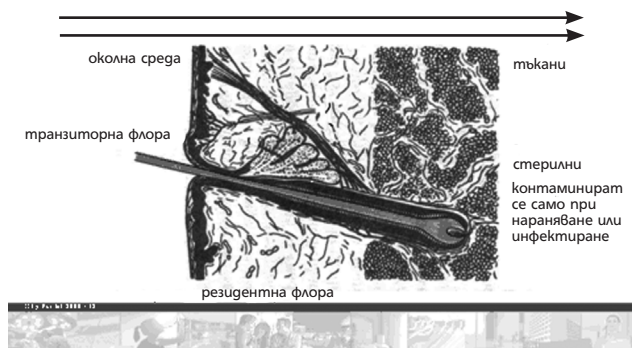 околна среда
тъкани
транзиторна флора
стерилни
контаминират
се само при
нараняване или
инфектиране
резидентна флора